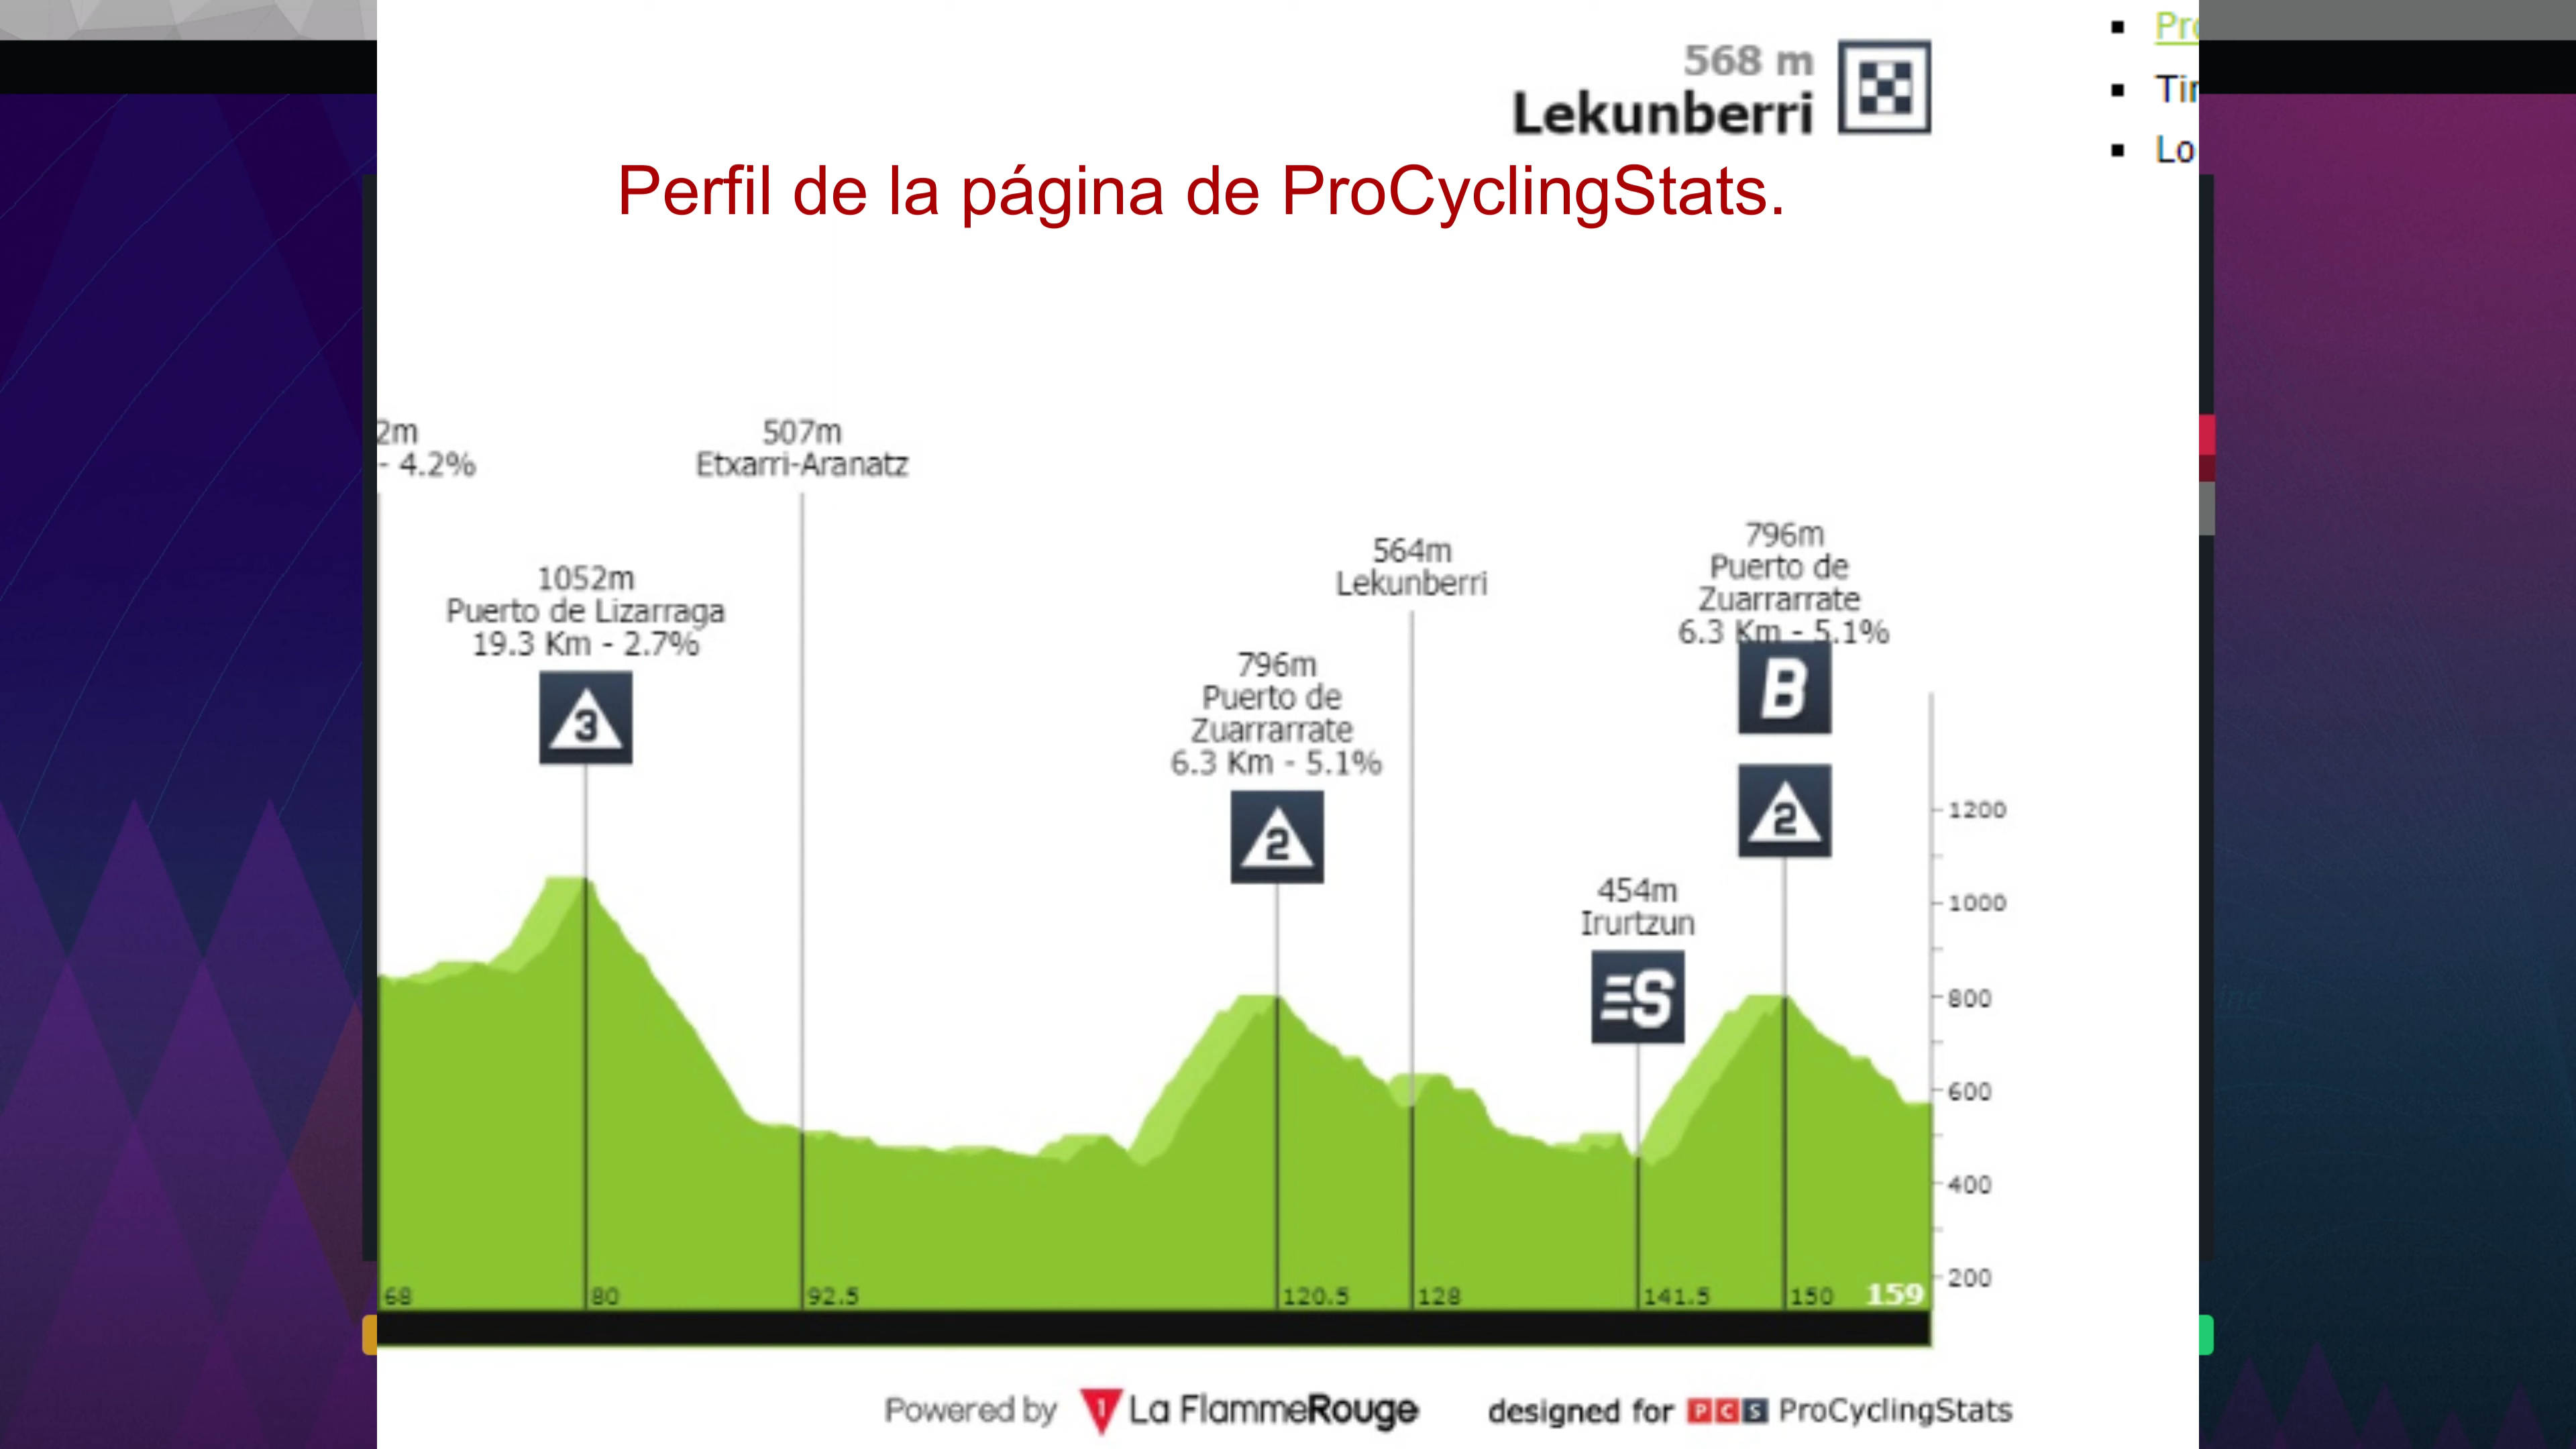 568 m
Lekunberri
Perfil de la página de ProCyclingStats.
2m
- 4.2%
507m
Etxarri-Aranatz
1052m
Puerto de Lizarraga
19.3 Km - 2.7%
3
796m
Puerto de
Zuarrarrate
6.3 Km - 5.1%
2
564m
Lekunberri
796m
Puerto de
Zuarrarrate
6.3 Km - 5.1%
B
2
454m
Irurtzun
S
1200
1000
800
600
400
200
68
80
92.5
120.5
128
141.5
150
159
Powered by 1 La FlammeRouge
designed for PCS ProCyclingStats